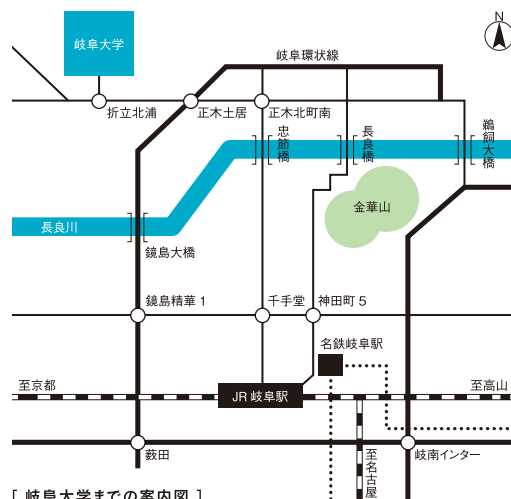 岐阜大学
N
岐阜環状線
折立北浦
正木土居
正木北町南
忠節橋
長良橋
鵜飼大橋
金華山
長良川
鏡島大橋
鏡島精華 1
千手堂
神田町 5
名鉄岐阜駅
至京都
JR 岐阜駅
至高山
薮田
至名古屋
岐南インター
[ 岐阜大学までの案内図 ]